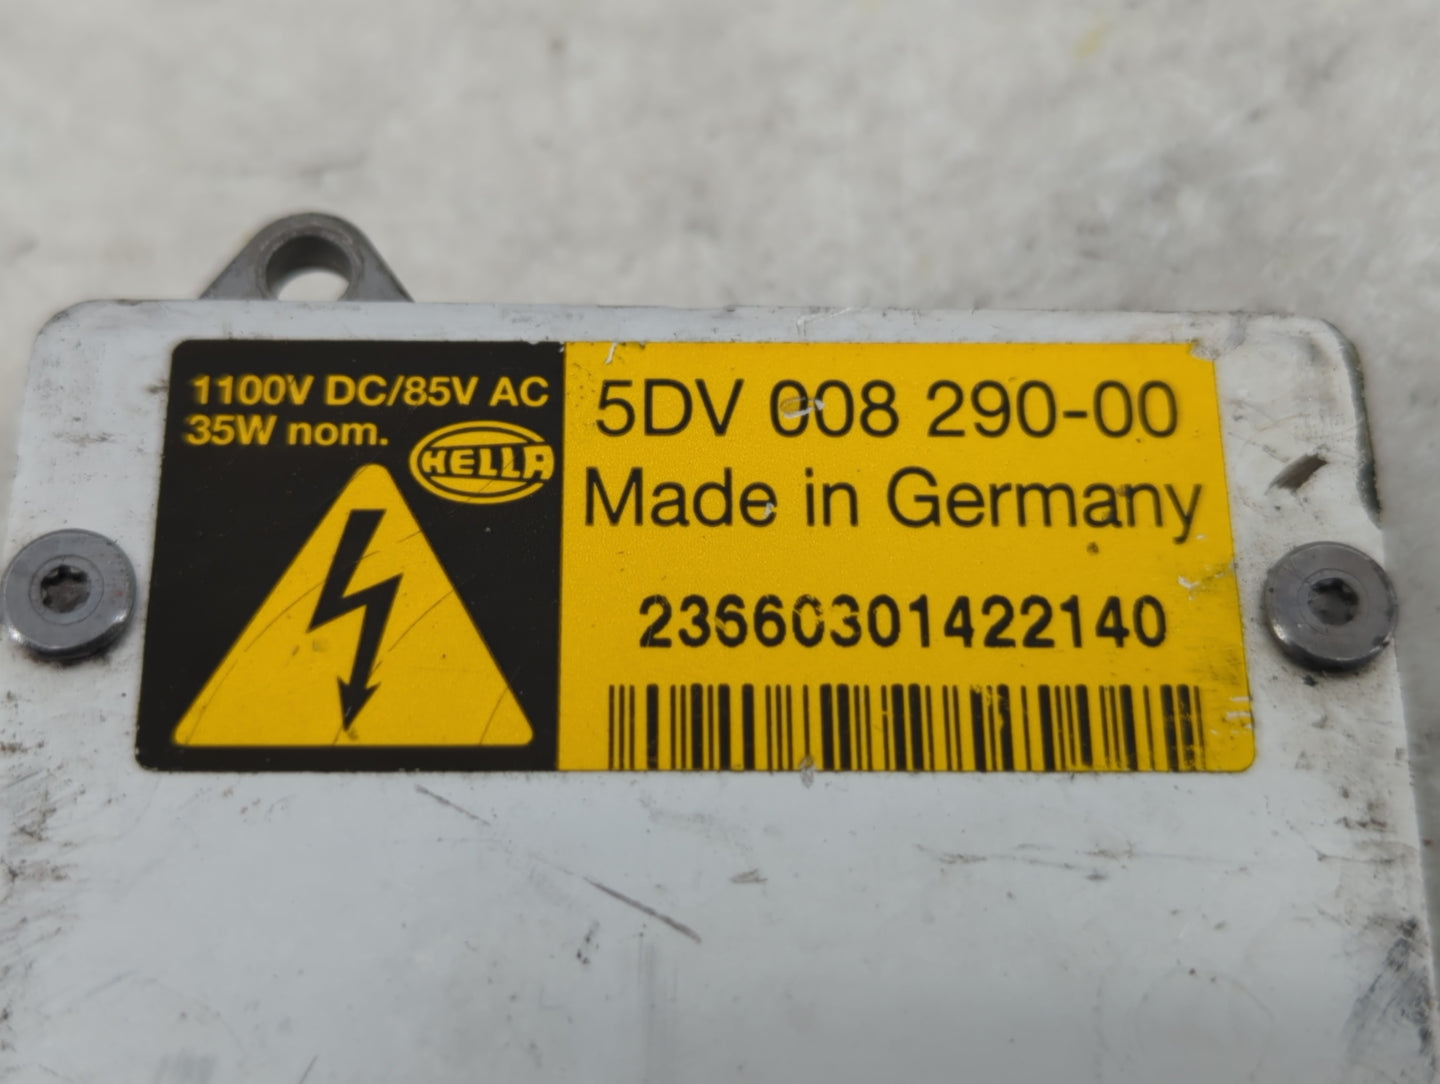 1100V DC/85V AC
35W nom.
HELLA
5DV 008 290-00
Made in Germany
23660301422140